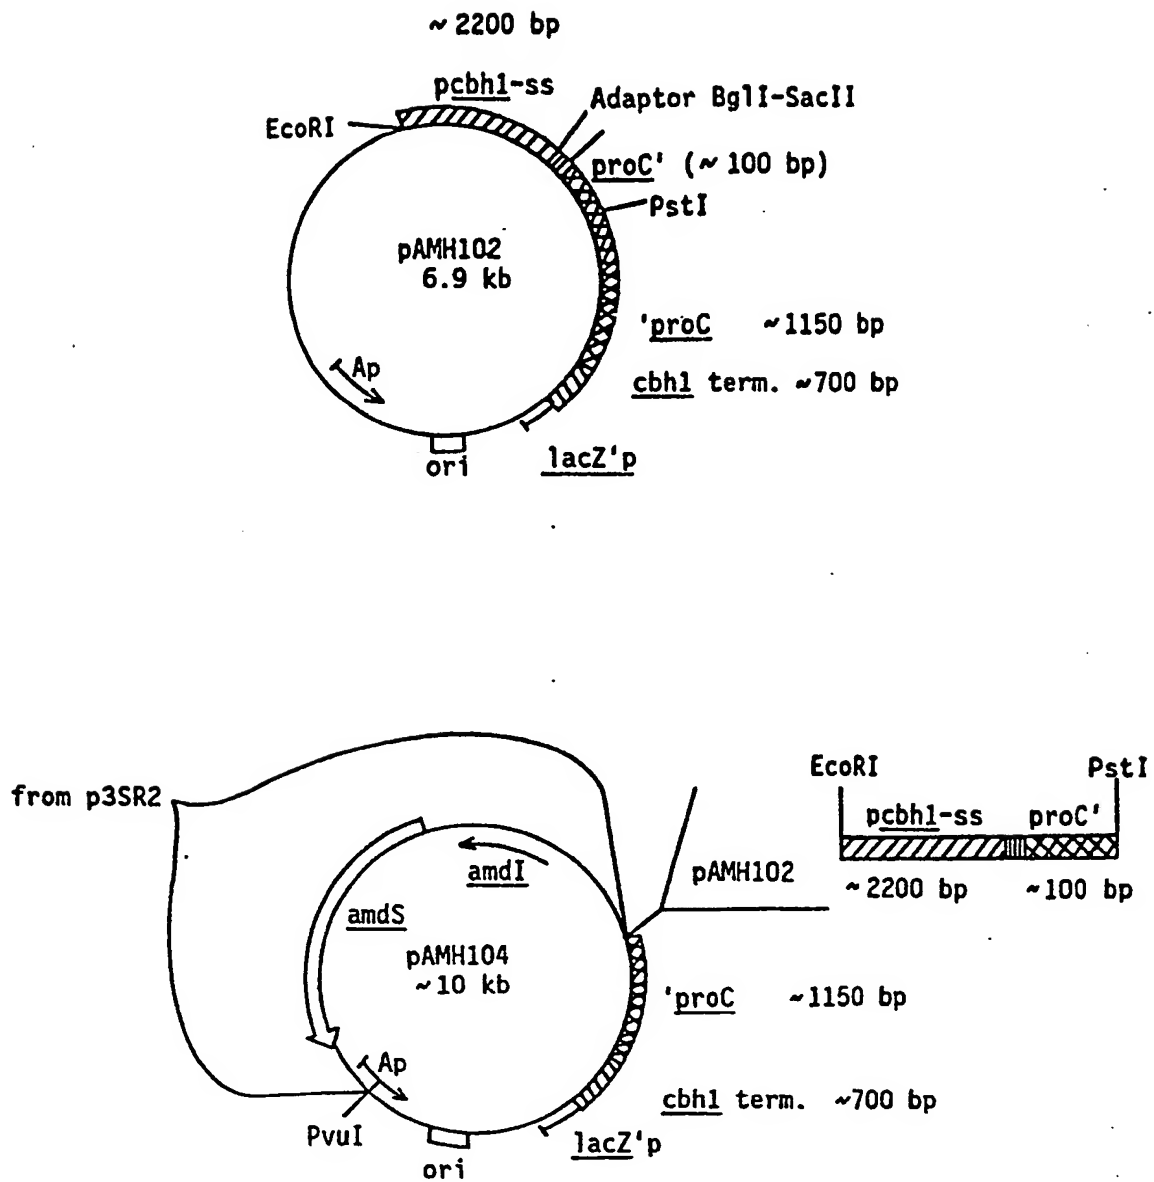 ~ 2200 bp
pcbh1-ss
Adaptor BglI-SacII
EcoRI
proC' (~ 100 bp)
PstI
pAMH102
6.9 kb
'proC ~1150 bp
Ap
cbh1 term. ~700 bp
ori
lacZ'p
EcoRI PstI
from p3SR2
pcbh1-ss proC'
amdI
pAMH102
~2200 bp ~100 bp
amdS
pAMH104
~10 kb
'proC ~1150 bp
Ap
cbh1 term. ~700 bp
PvuI
lacZ'p
ori